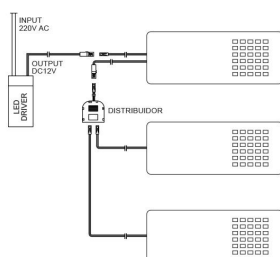 INPUT
220V AC
OUTPUT
DC12V
LED
DRIVER
DISTRIBUIDOR